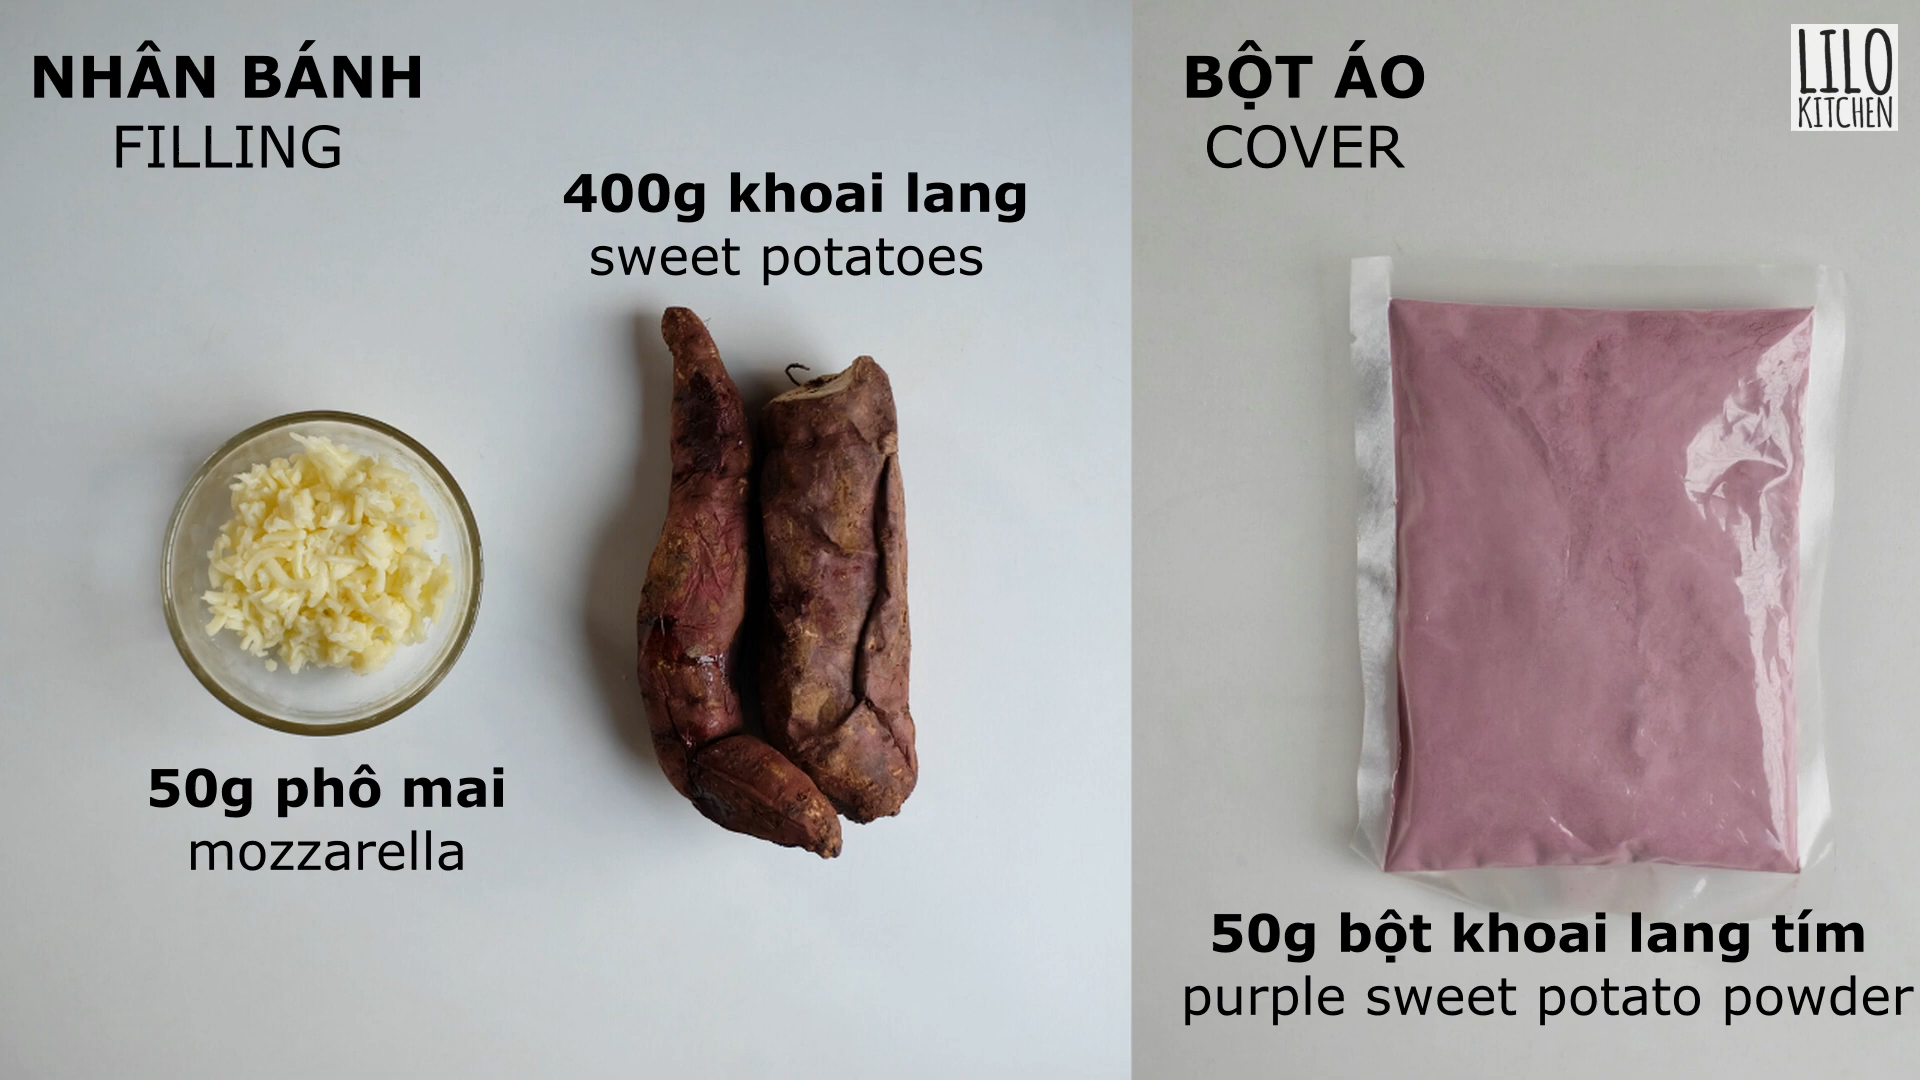 NHÂN BÁNH
FILLING
400g khoai lang
sweet potatoes
50g phô mai
mozzarella
BỘT ÁO
COVER
LILO
KITCHEN
50g bột khoai lang tím
purple sweet potato powder